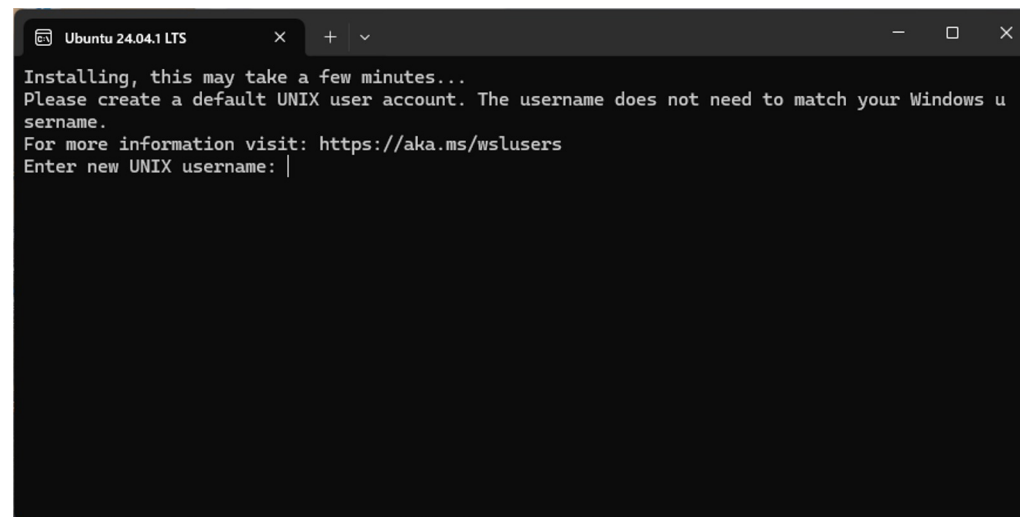 Ubuntu 24.04.1 LTS
Installing, this may take a few minutes...
Please create a default UNIX user account. The username does not need to match your Windows u
sername.
For more information visit: https://aka.ms/wslusers
Enter new UNIX username: